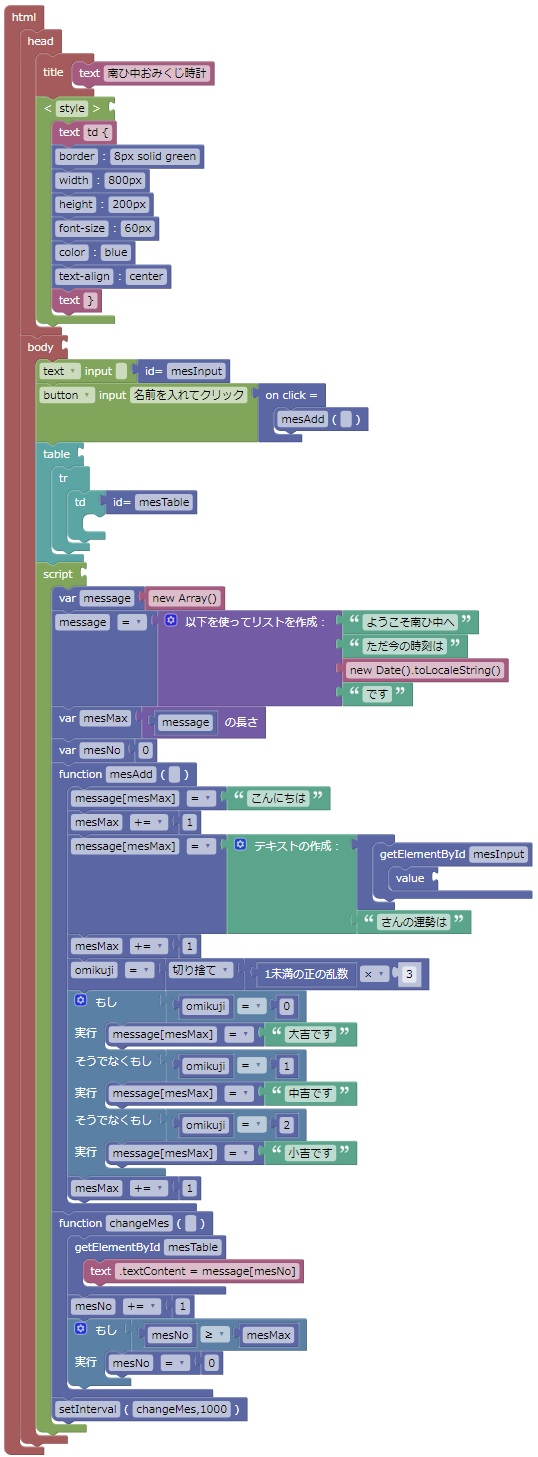 html
head
title text 南ひ中おみくじ時計
< style >
text td {
border : 8px solid green
width : 800px
height : 200px
font-size : 60px
color : blue
text-align : center
text }
body
text ▾ input id= mesInput
button ▾ input 名前を入れてクリック on click =
mesAdd ( )
table
tr
td id= mesTable
script
var message new Array()
message = ▾ 以下を使ってリストを作成： “ ようこそ南ひ中へ ”
“ ただ今の時刻は ”
new Date().toLocaleString()
“ です ”
var mesMax message の長さ
var mesNo 0
function mesAdd ( )
message[mesMax] = ▾ “ こんにちは ”
mesMax += ▾ 1
message[mesMax] = ▾ テキストの作成： getElementById mesInput
value
“ さんの運勢は ”
mesMax += ▾ 1
omikuji = ▾ 切り捨て ▾ 1未満の正の乱数 × ▾ 3
もし omikuji = ▾ 0
実行 message[mesMax] = ▾ “ 大吉です ”
そうでなくもし omikuji = ▾ 1
実行 message[mesMax] = ▾ “ 中吉です ”
そうでなくもし omikuji = ▾ 2
実行 message[mesMax] = ▾ “ 小吉です ”
mesMax += ▾ 1
function changeMes ( )
getElementById mesTable
text .textContent = message[mesNo]
mesNo += ▾ 1
もし mesNo ≥ ▾ mesMax
実行 mesNo = ▾ 0
setInterval ( changeMes,1000 )